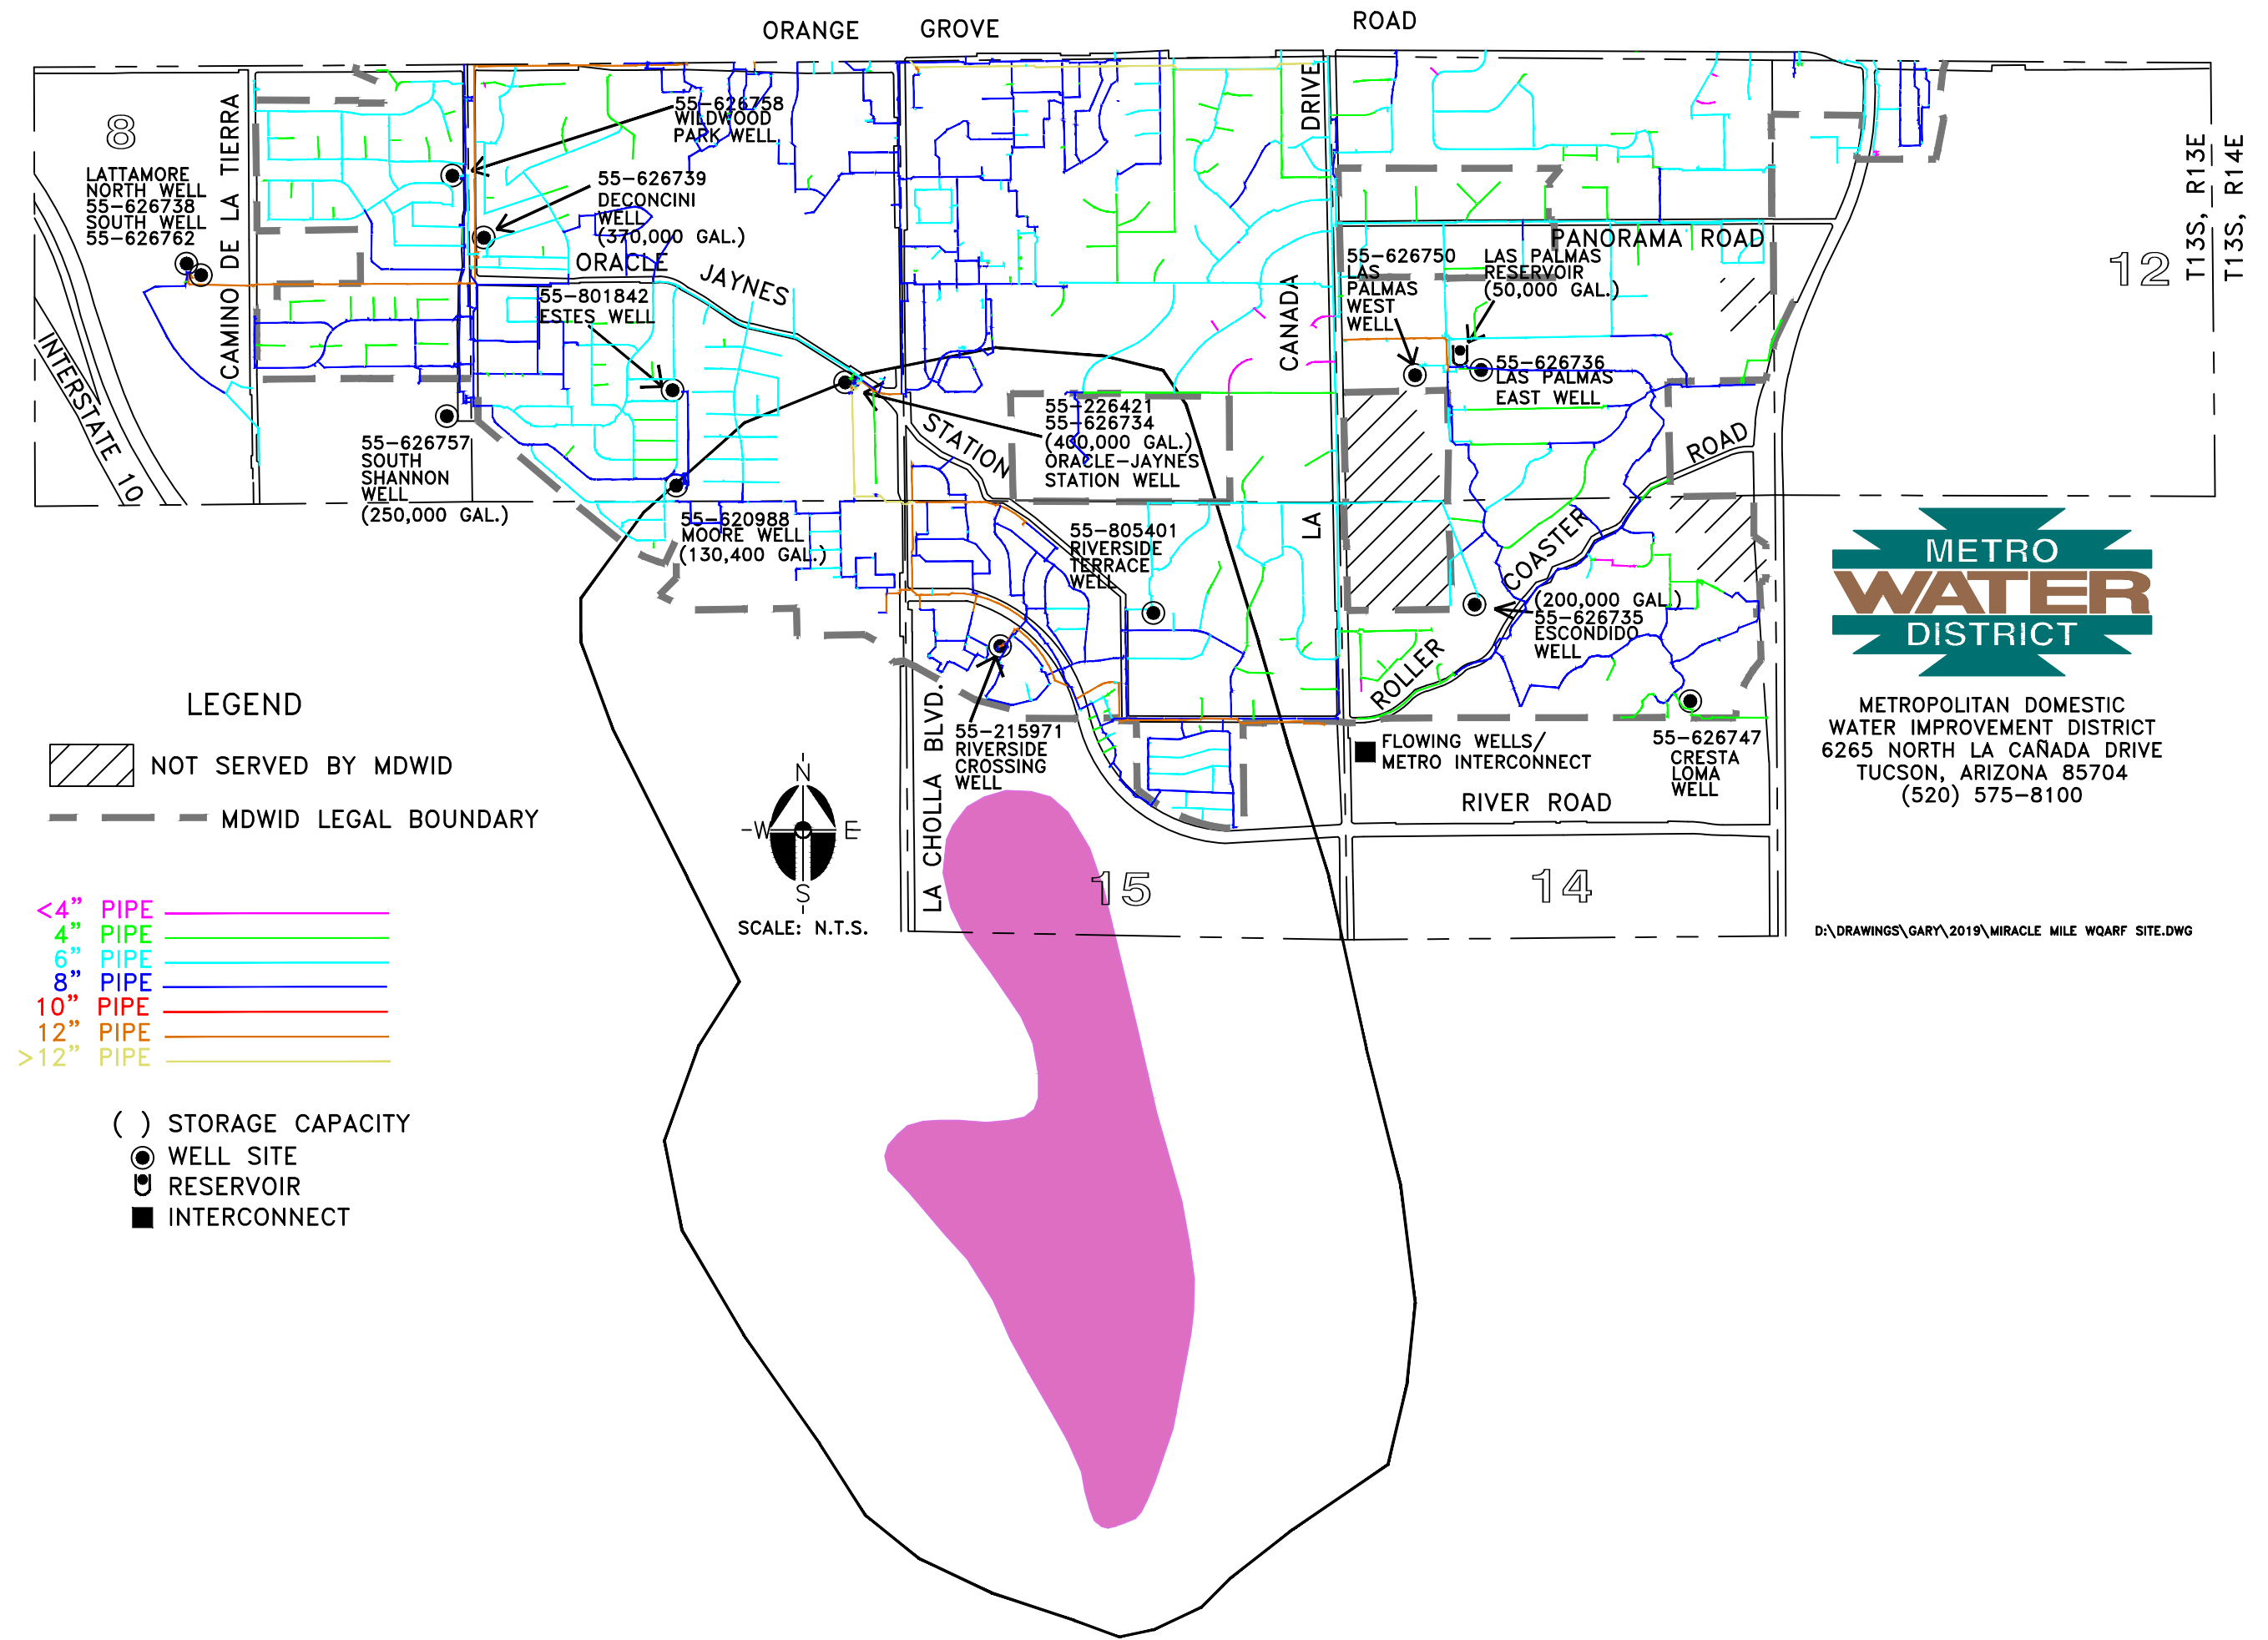 ORANGE GROVE ROAD
8
CAMINO DE LA TIERRA
LATTAMORE
NORTH WELL
55-626738
SOUTH WELL
55-626762
INTERSTATE 10
55-626758
WILDWOOD
PARK WELL
55-626739
DECONCINI
WELL
(370,000 GAL.)
ORACLE JAYNES STATION
55-801842
ESTES WELL
55-626757
SOUTH
SHANNON
WELL
(250,000 GAL.)
55-620988
MOORE WELL
(130,400 GAL.)
55-226421
55-626734
(400,000 GAL.)
ORACLE-JAYNES
STATION WELL
55-805401
RIVERSIDE
TERRACE
WELL
55-215971
RIVERSIDE
CROSSING
WELL
LA CHOLLA BLVD.
LA CANADA DRIVE
PANORAMA ROAD
55-626750
LAS
PALMAS
WEST
WELL
LAS PALMAS
RESERVOIR
(50,000 GAL.)
55-626736
LAS PALMAS
EAST WELL
ROLLER COASTER ROAD
(200,000 GAL.)
55-626735
ESCONDIDO
WELL
55-626747
CRESTA
LOMA
WELL
FLOWING WELLS/
METRO INTERCONNECT
RIVER ROAD
12
T13S, R13E
T13S, R14E
15
14
METRO
WATER
DISTRICT
METROPOLITAN DOMESTIC
WATER IMPROVEMENT DISTRICT
6265 NORTH LA CAÑADA DRIVE
TUCSON, ARIZONA 85704
(520) 575-8100
D:\DRAWINGS\GARY\2019\MIRACLE MILE WQARF SITE.DWG
N
W E
S
SCALE: N.T.S.
LEGEND
NOT SERVED BY MDWID
MDWID LEGAL BOUNDARY
<4" PIPE
4" PIPE
6" PIPE
8" PIPE
10" PIPE
12" PIPE
>12" PIPE
( ) STORAGE CAPACITY
WELL SITE
RESERVOIR
INTERCONNECT